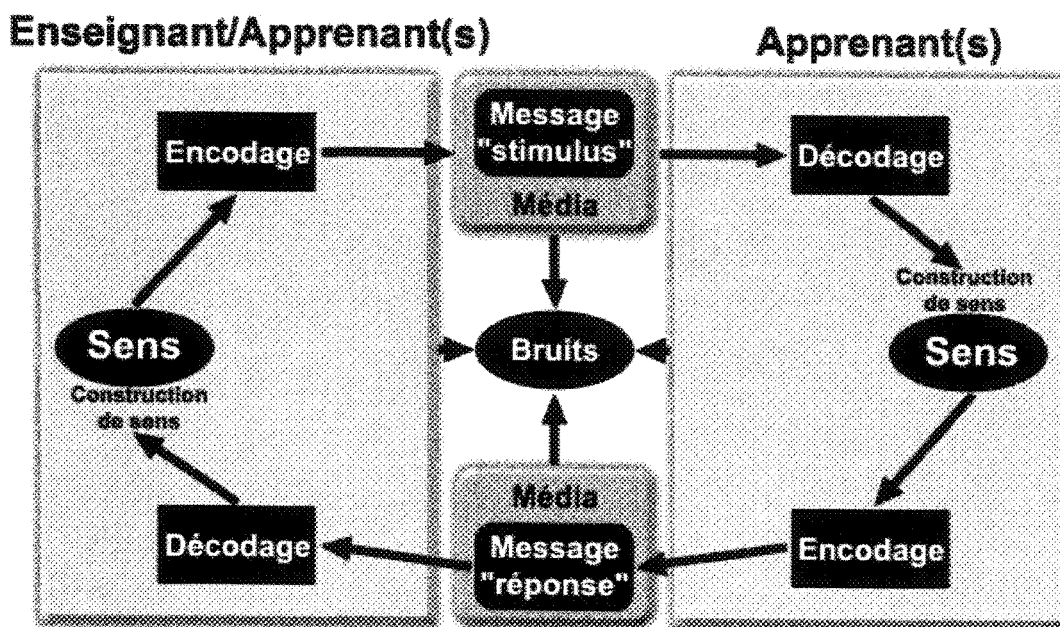 Enseignant/Apprenant(s)
Apprenant(s)
Encodage
Message
"stimulus"
Média
Décodage
Construction
de sens
Sens
Bruits
Sens
Construction
de sens
Décodage
Média
Message
"réponse"
Encodage